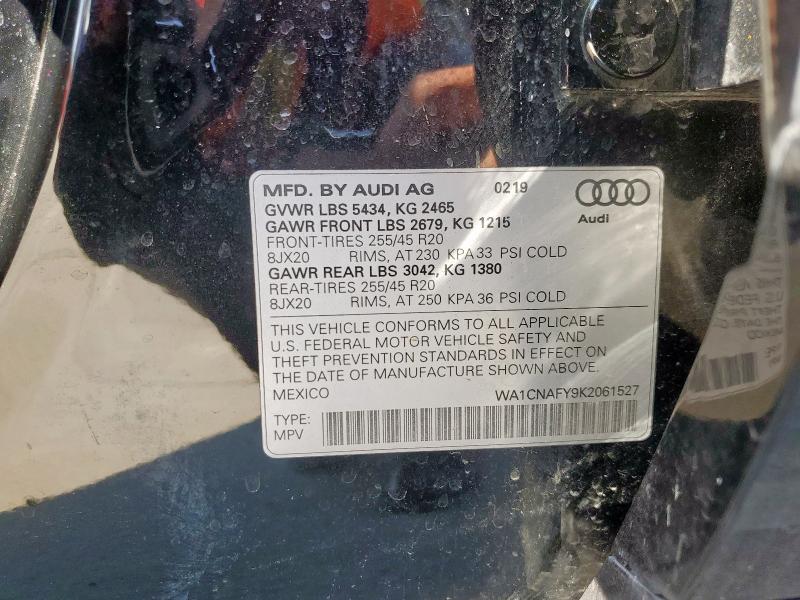 MFD. BY AUDI AG 0219
GVWR LBS 5434, KG 2465
Audi
GAWR FRONT LBS 2679, KG 1215
FRONT-TIRES 255/45 R20
8JX20 RIMS, AT 230 KPA 33 PSI COLD
GAWR REAR LBS 3042, KG 1380
REAR-TIRES 255/45 R20
8JX20 RIMS, AT 250 KPA 36 PSI COLD
THIS VEHICLE CONFORMS TO ALL APPLICABLE
U.S. FEDERAL MOTOR VEHICLE SAFETY AND
THEFT PREVENTION STANDARDS IN EFFECT ON
THE DATE OF MANUFACTURE SHOWN ABOVE.
MEXICO WA1CNAFY9K2061527
TYPE:
MPV